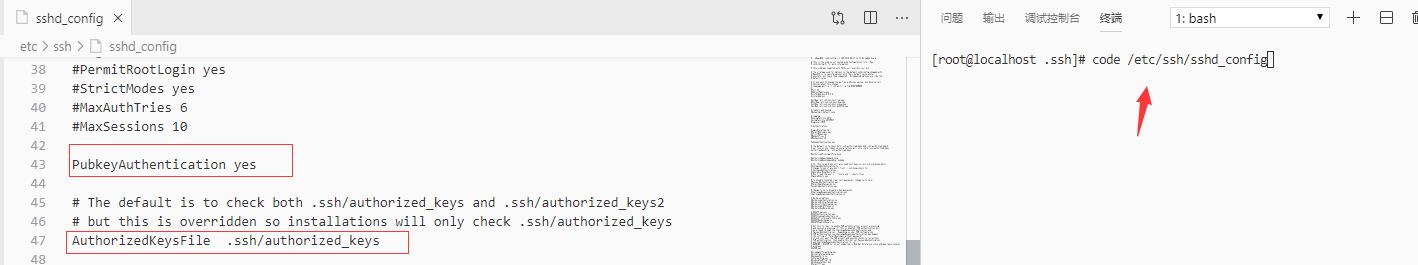 sshd_config
etc > ssh > sshd_config
38 #PermitRootLogin yes
39 #StrictModes yes
40 #MaxAuthTries 6
41 #MaxSessions 10
42
43 PubkeyAuthentication yes
44
45 # The default is to check both .ssh/authorized_keys and .ssh/authorized_keys2
46 # but this is overridden so installations will only check .ssh/authorized_keys
47 AuthorizedKeysFile  .ssh/authorized_keys
48
问题 输出 调试控制台 终端 1: bash
[root@localhost .ssh]# code /etc/ssh/sshd_config